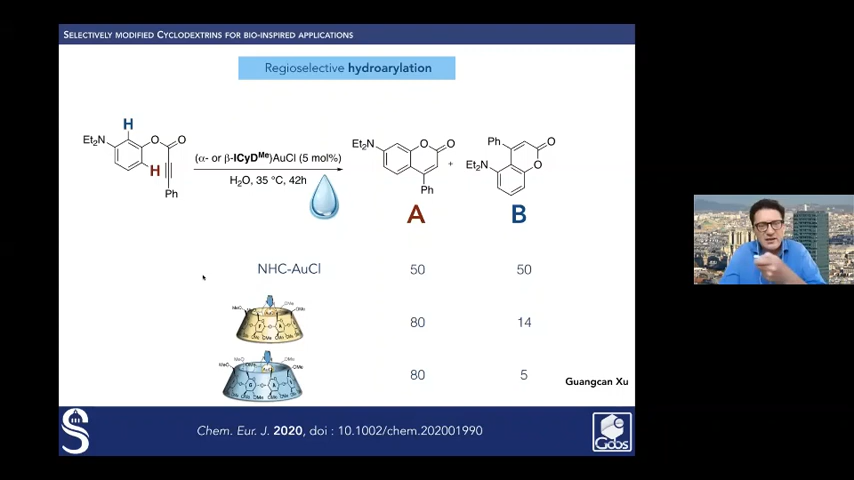 SELECTIVELY MODIFIED CYCLODEXTRINS FOR BIO-INSPIRED APPLICATIONS
Regioselective hydroarylation
H
Et2N
O
O
H
Ph
(α- or β-ICyDMe)AuCl (5 mol%)
H2O, 35 °C, 42h
Et2N
O
O
Ph
+
Ph
O
Et2N
O
A
B
NHC-AuCl
50
50
80
14
80
5
Guangcan Xu
Chem. Eur. J. 2020, doi : 10.1002/chem.202001990